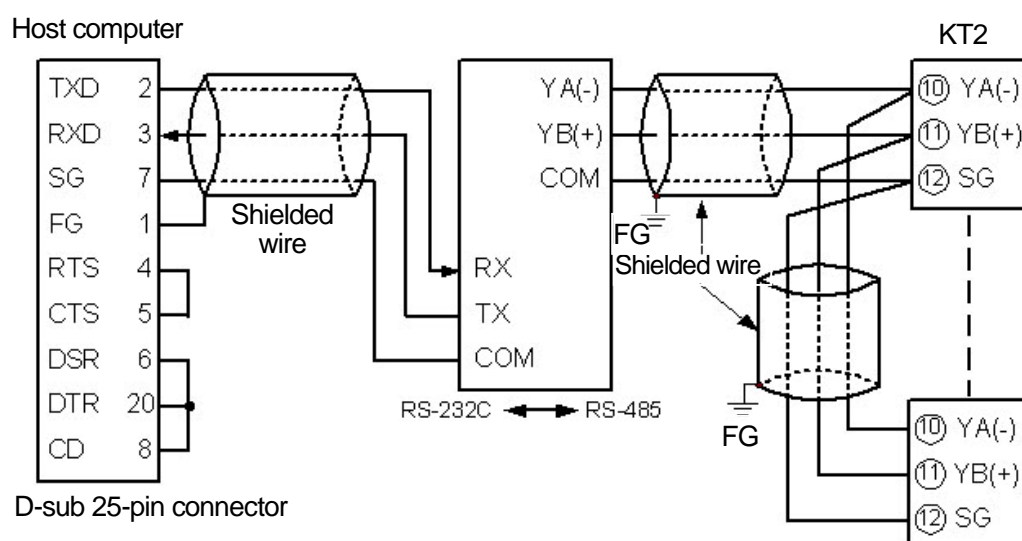 Host computer
KT2
TXD 2
RXD 3
SG 7
FG 1
RTS 4
CTS 5
DSR 6
DTR 20
CD 8
D-sub 25-pin connector
Shielded
wire
YA(-)
YB(+)
COM
RX
TX
COM
RS-232C RS-485
FG
Shielded wire
FG
10 YA(-)
11 YB(+)
12 SG
10 YA(-)
11 YB(+)
12 SG